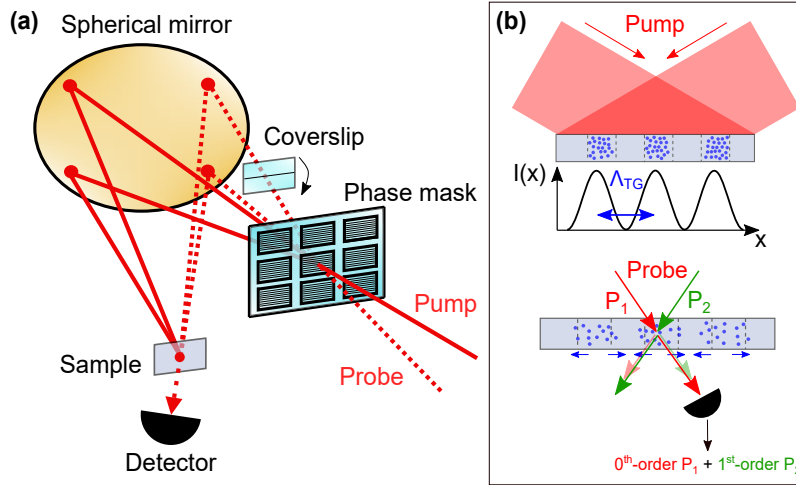 (a)
Spherical mirror
Coverslip
Phase mask
Pump
Probe
Sample
Detector
(b)
Pump
I(x)
Λ_TG
x
Probe
P₁
P₂
0ᵗʰ-order P₁ + 1ˢᵗ-order P₂